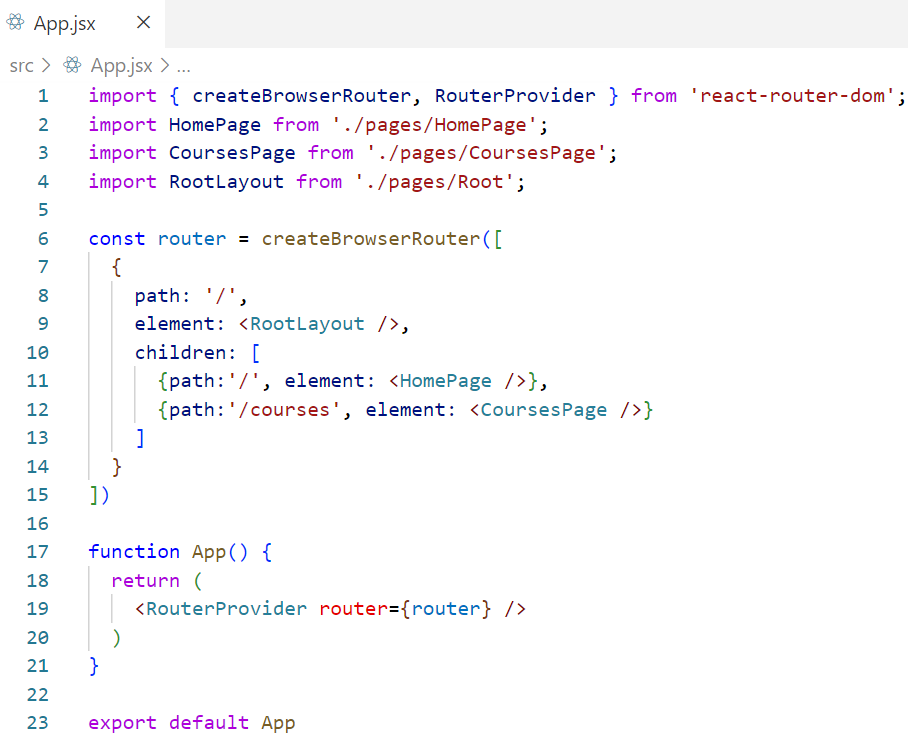 App.jsx ×
src > App.jsx > ...
1 import { createBrowserRouter, RouterProvider } from 'react-router-dom';
2 import HomePage from './pages/HomePage';
3 import CoursesPage from './pages/CoursesPage';
4 import RootLayout from './pages/Root';
5
6 const router = createBrowserRouter([
7   {
8     path: '/',
9     element: <RootLayout />,
10     children: [
11       {path:'/', element: <HomePage />},
12       {path:'/courses', element: <CoursesPage />}
13     ]
14   }
15 ])
16
17 function App() {
18   return (
19     <RouterProvider router={router} />
20   )
21 }
22
23 export default App